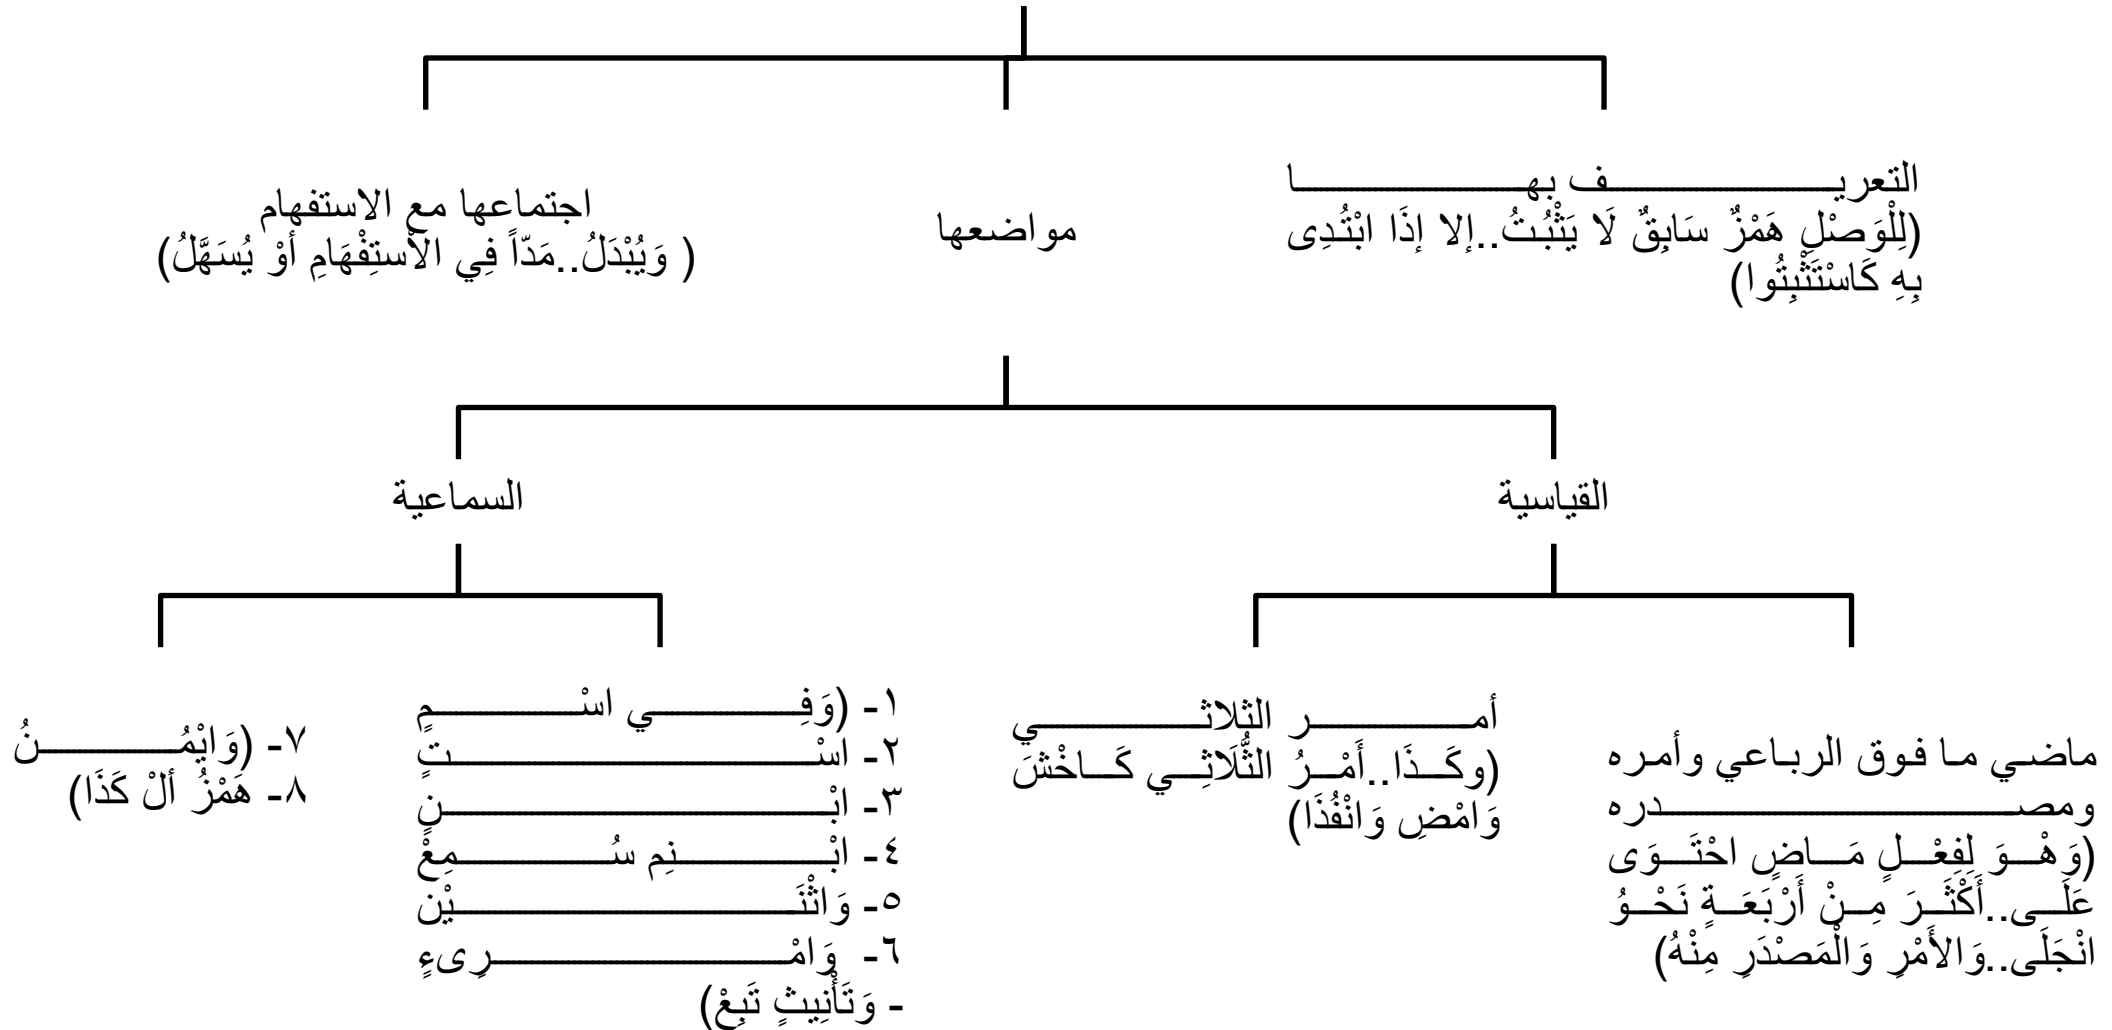 التعريف بها
(لِلْوَصْلِ هَمْزٌ سَابِقٌ لَا يَثْبُتُ..إلا إذَا ابْتُدِى
بِهِ كَاسْتَثْبِتُوا)
مواضعها
اجتماعها مع الاستفهام
( وَيُبْدَلُ..مَدّاً فِي الاْستِفْهَامِ أوْ يُسَهَّلُ)
القياسية
السماعية
ماضي ما فوق الرباعي وأمره
ومصدره
(وَهْوَ لِفِعْلٍ مَاضٍ احْتَوَى
عَلَى..أَكْثَرَ مِنْ أَرْبَعَةٍ نَحْوُ
انْجَلَى..وَالأَمْرِ وَالْمَصْدَرِ مِنْهُ)
أمر الثلاثي
(وكَذَا..أَمْرُ الثُّلَاثِي كَاخْشَ
وَامْضِ وَانْفُذَا)
١- (وَفِي اسْمٍ
٢- اسْتٍ
٣- ابْنٍ
٤- ابْنِم سُمِعْ
٥- وَاثْنَيْن
٦- وَامْرِىءٍ
- وَتَأْنِيثٍ تَبِعْ)
٧- (وَايْمُنُ
٨- هَمْزُ ألْ كَذَا)